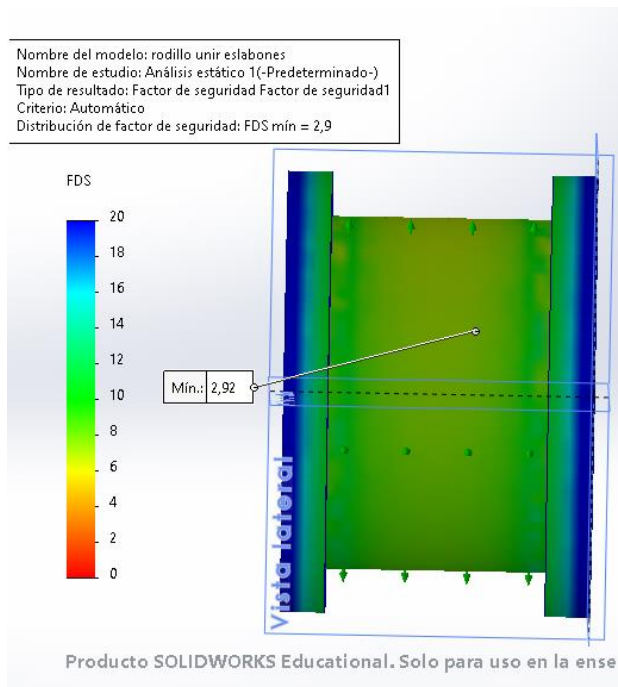 Nombre del modelo: rodillo unir eslabones
Nombre de estudio: Análisis estático 1(-Predeterminado-)
Tipo de resultado: Factor de seguridad Factor de seguridad1
Criterio: Automático
Distribución de factor de seguridad: FDS mín = 2,9
FDS
20
18
16
14
12
10
8
6
4
2
0
Mín.: 2,92
Vista lateral
Producto SOLIDWORKS Educational. Solo para uso en la ense